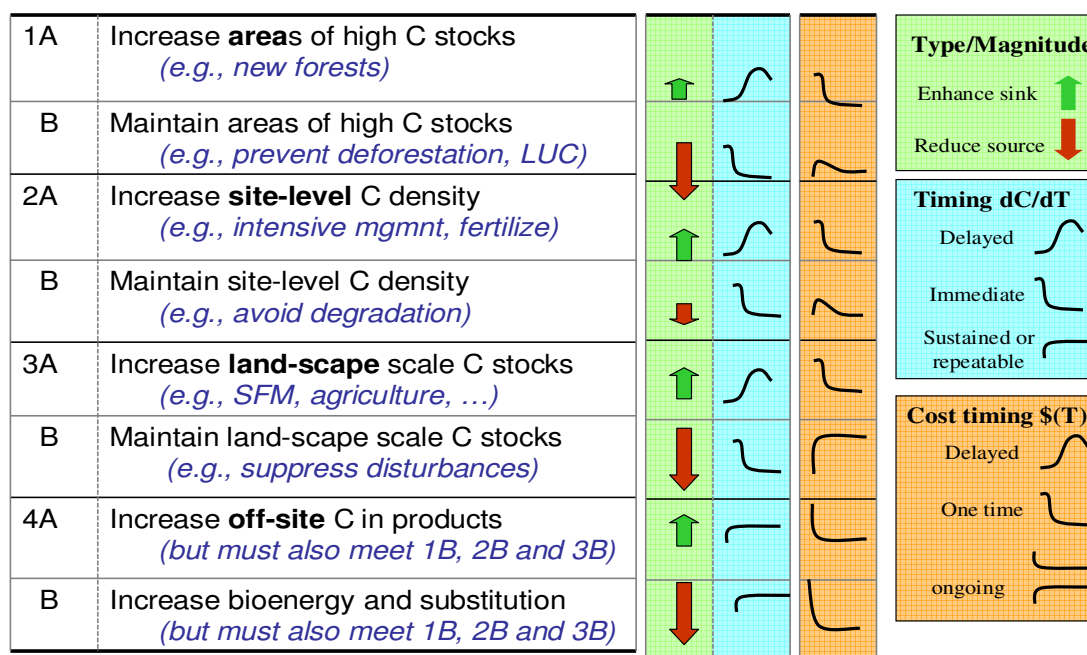 1A Increase areas of high C stocks
(e.g., new forests)
B Maintain areas of high C stocks
(e.g., prevent deforestation, LUC)
2A Increase site-level C density
(e.g., intensive mgmnt, fertilize)
B Maintain site-level C density
(e.g., avoid degradation)
3A Increase land-scape scale C stocks
(e.g., SFM, agriculture, …)
B Maintain land-scape scale C stocks
(e.g., suppress disturbances)
4A Increase off-site C in products
(but must also meet 1B, 2B and 3B)
B Increase bioenergy and substitution
(but must also meet 1B, 2B and 3B)
Type/Magnitude
Enhance sink
Reduce source
Timing dC/dT
Delayed
Immediate
Sustained or
repeatable
Cost timing $(T)
Delayed
One time
ongoing